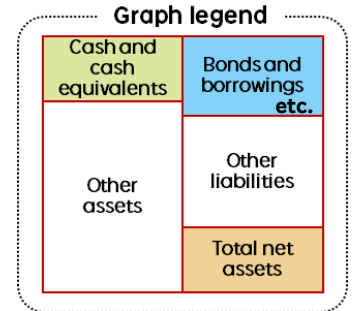 Graph legend
Cash and
cash
equivalents
Other
assets
Bonds and
borrowings
etc.
Other
liabilities
Total net
assets